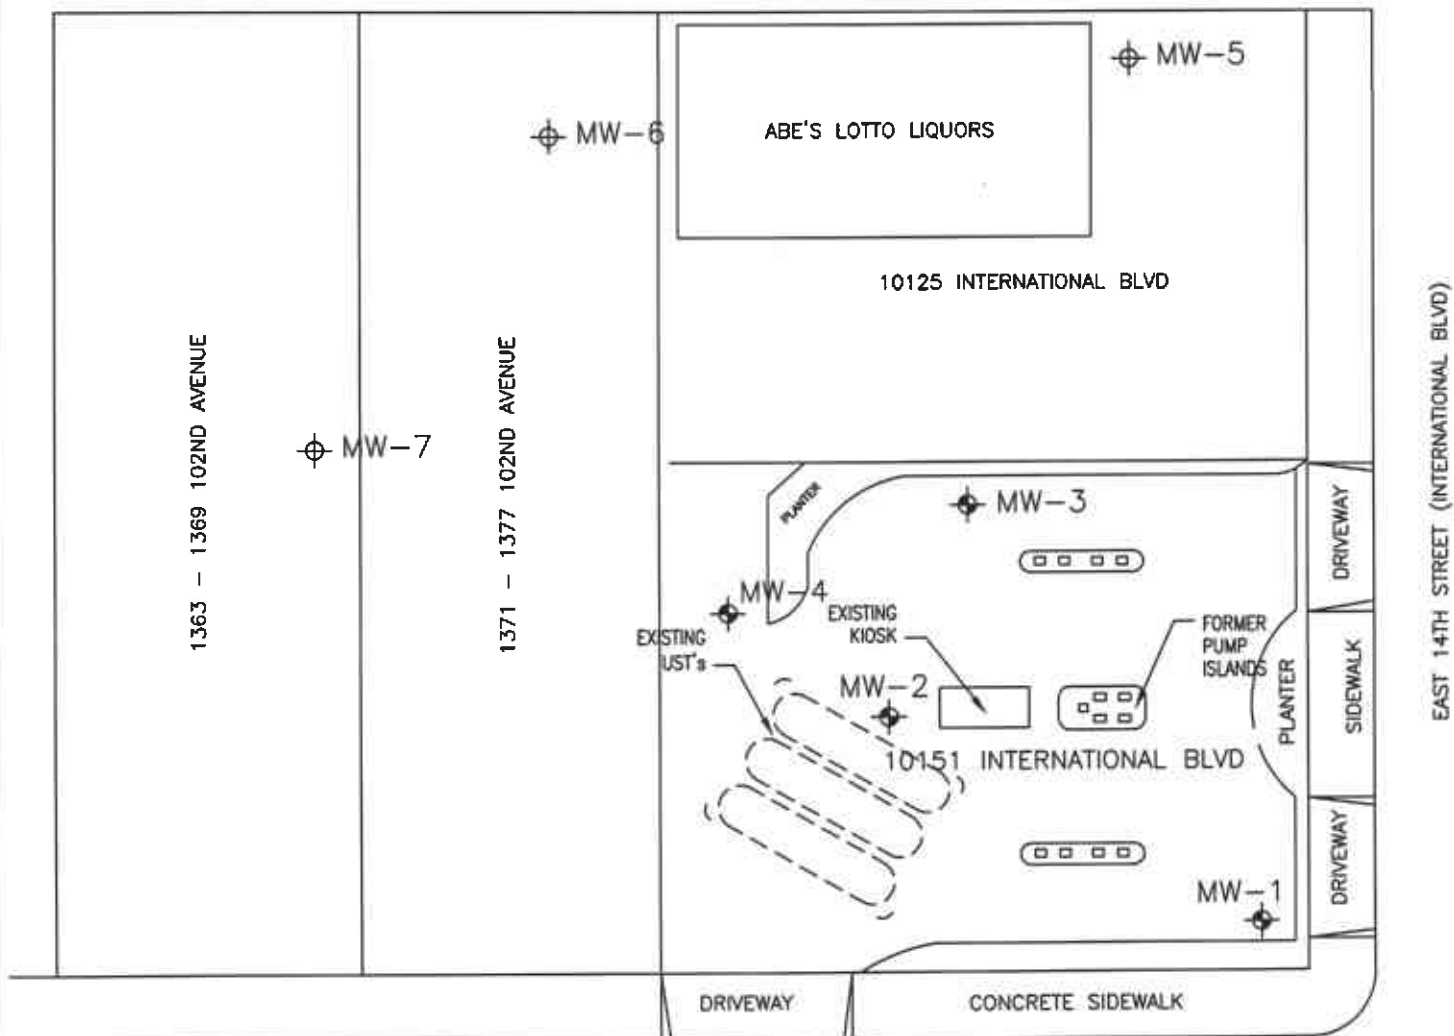 MW-5
MW-6
ABE'S LOTTO LIQUORS
10125 INTERNATIONAL BLVD
EAST 14TH STREET (INTERNATIONAL BLVD)
1363 - 1369 102ND AVENUE
1371 - 1377 102ND AVENUE
MW-7
PLANTER
MW-3
DRIVEWAY
MW-4
EXISTING
KIOSK
FORMER
PUMP
ISLANDS
EXISTING
UST's
MW-2
PLANTER
SIDEWALK
10151 INTERNATIONAL BLVD
DRIVEWAY
MW-1
DRIVEWAY
CONCRETE SIDEWALK